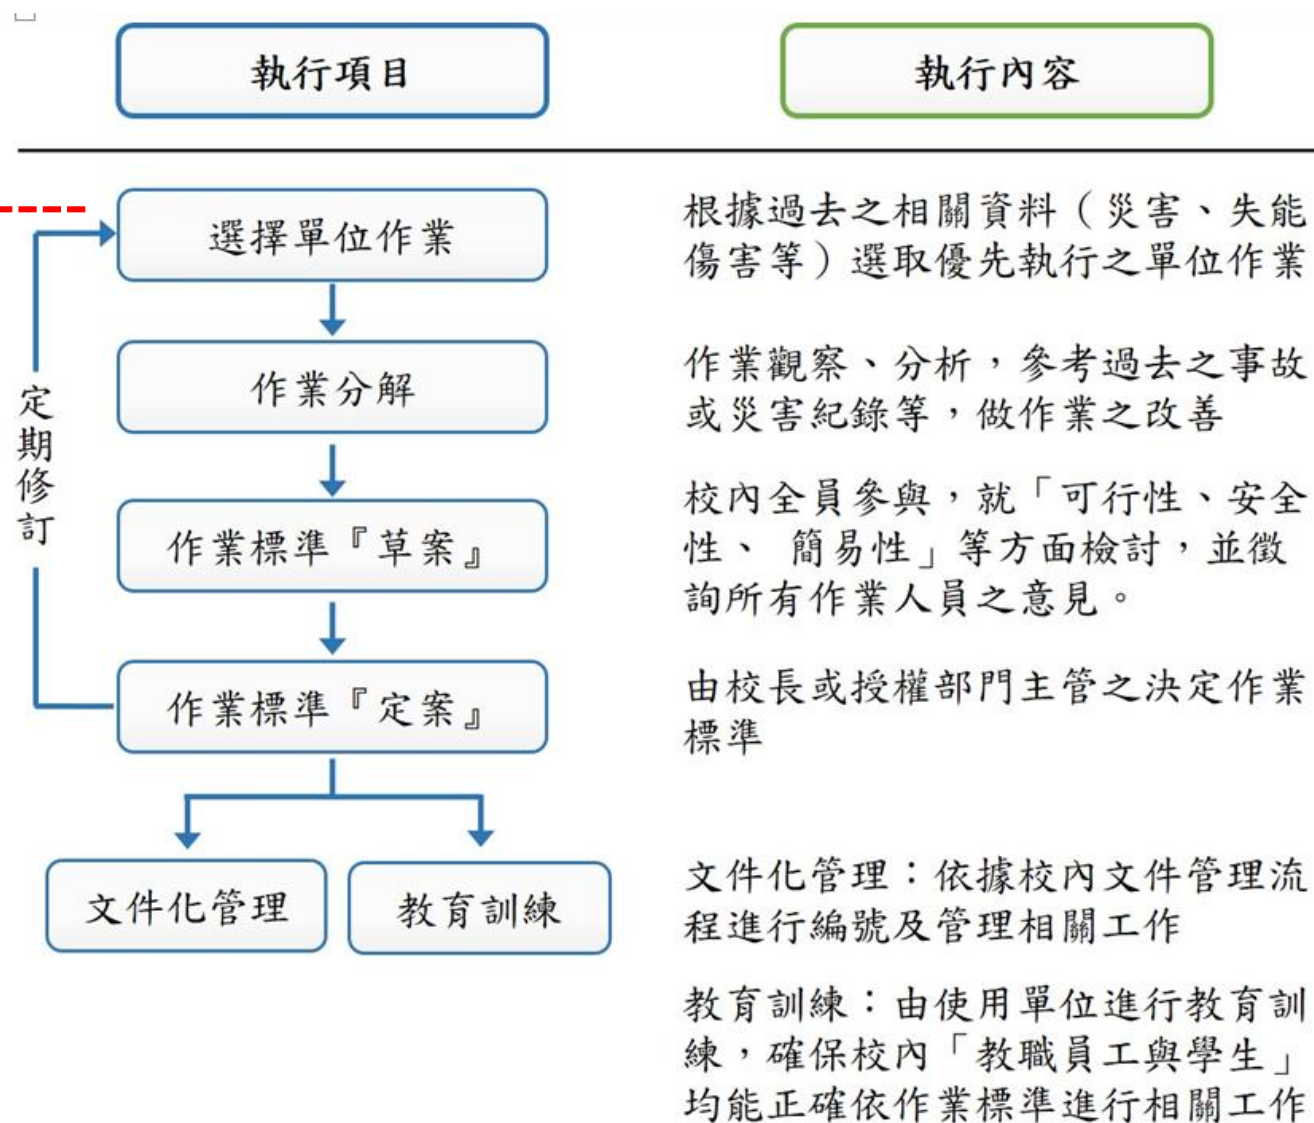 執行項目
執行內容
選擇單位作業
根據過去之相關資料（災害、失能
傷害等）選取優先執行之單位作業
作業分解
作業觀察、分析，參考過去之事故
或災害紀錄等，做作業之改善
定期修訂
作業標準『草案』
校內全員參與，就「可行性、安全
性、 簡易性」等方面檢討，並徵
詢所有作業人員之意見。
作業標準『定案』
由校長或授權部門主管之決定作業
標準
文件化管理
教育訓練
文件化管理：依據校內文件管理流
程進行編號及管理相關工作
教育訓練：由使用單位進行教育訓
練，確保校內「教職員工與學生」
均能正確依作業標準進行相關工作